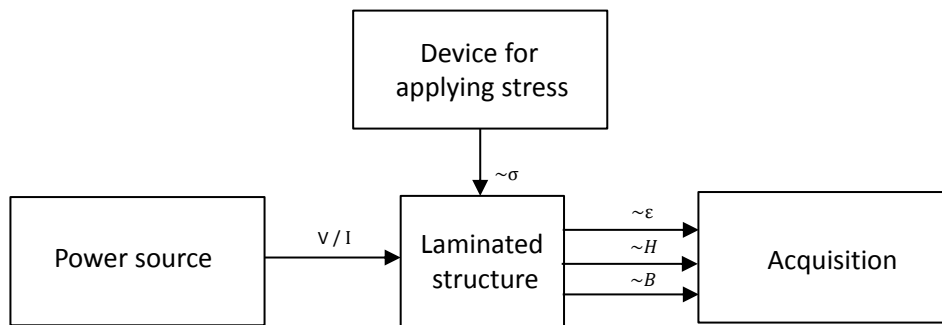 Device for
applying stress
~σ
Power source
V / I
Laminated
structure
~ε
~H
~B
Acquisition